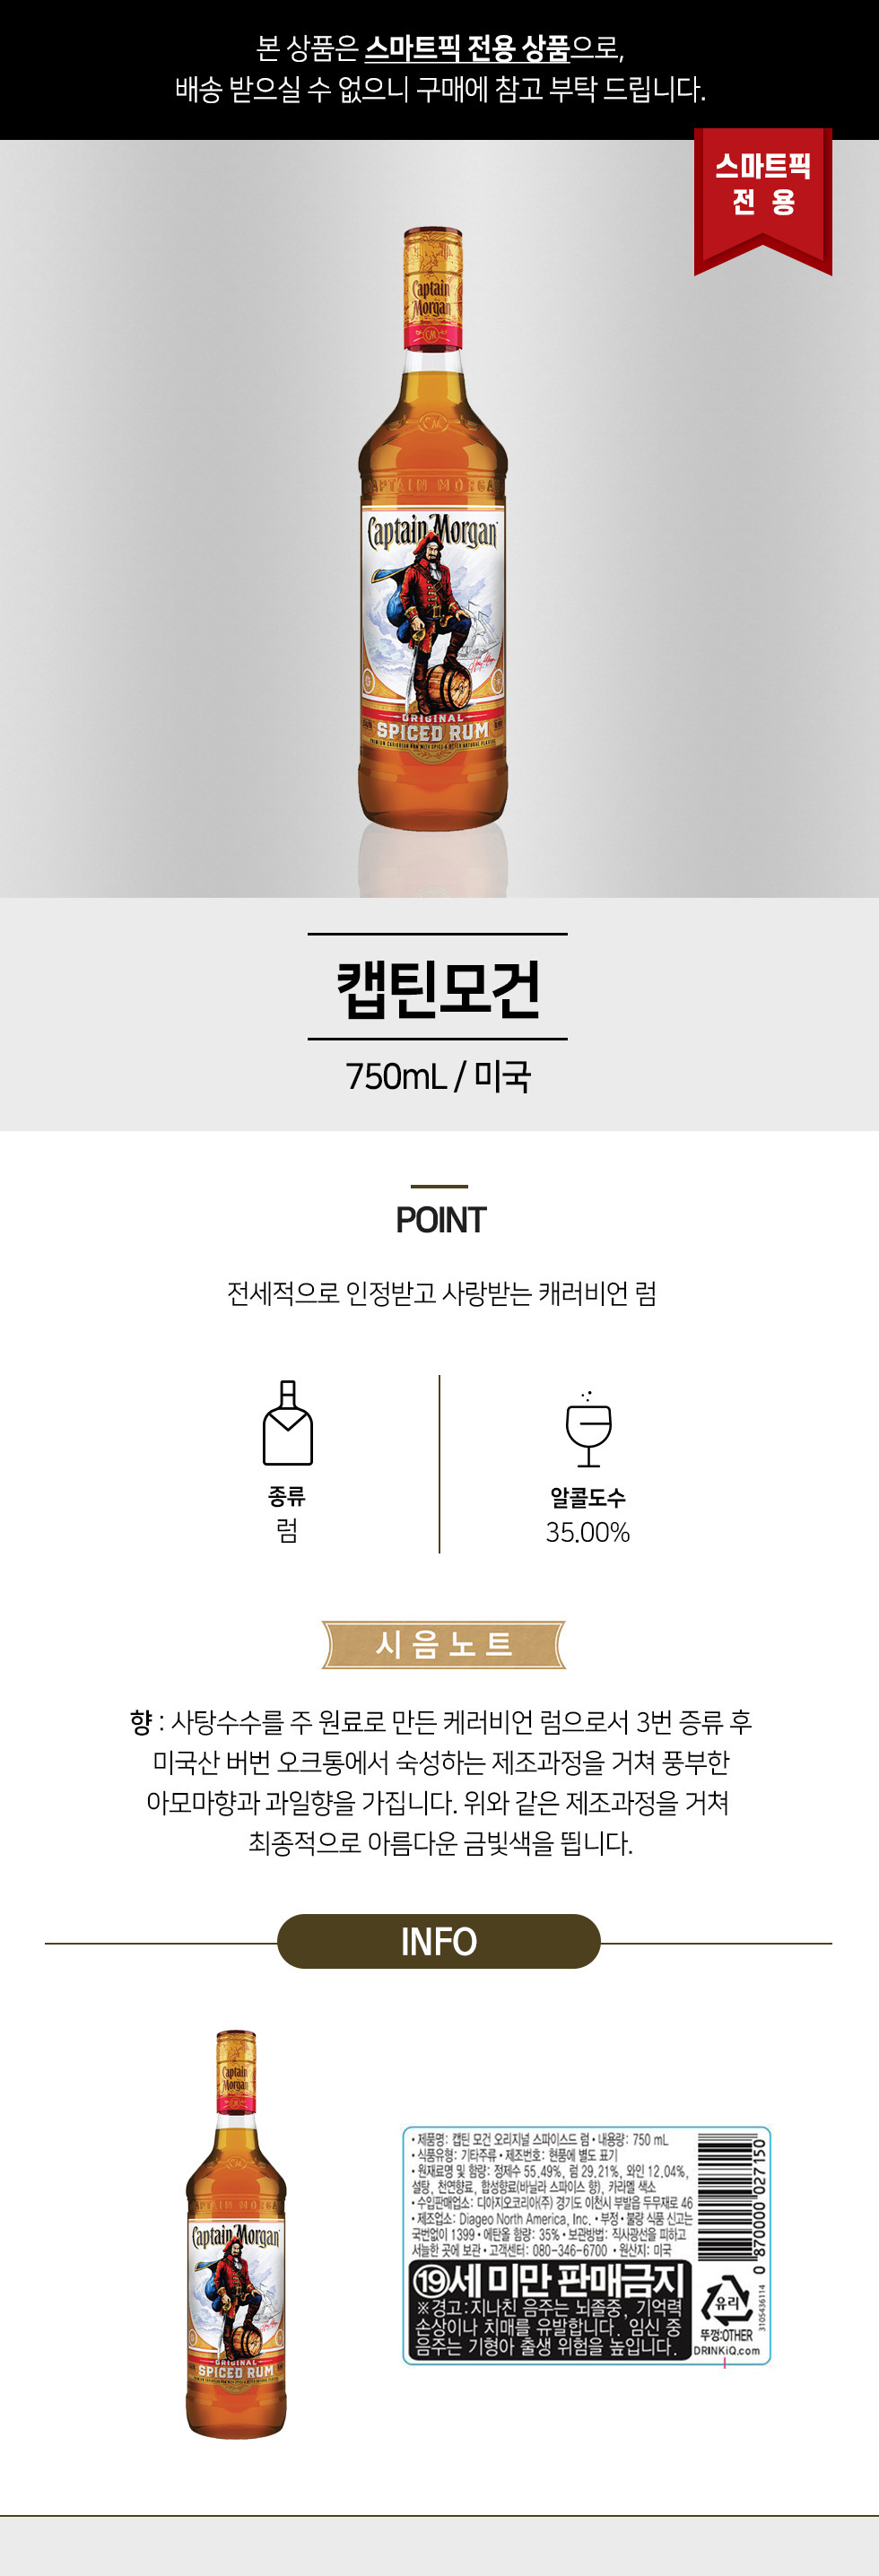 본 상품은 스마트픽 전용 상품으로,
배송 받으실 수 없으니 구매에 참고 부탁 드립니다.
스마트픽
전 용
Captain
Morgan
CM
CAPTAIN MORGAN
Captain Morgan
ORIGINAL
SPICED RUM
캡틴모건
750mL / 미국
POINT
전세적으로 인정받고 사랑받는 캐러비언 럼
종류
럼
알콜도수
35.00%
시음노트
향 : 사탕수수를 주 원료로 만든 케러비언 럼으로서 3번 증류 후
미국산 버번 오크통에서 숙성하는 제조과정을 거쳐 풍부한
아모마향과 과일향을 가집니다. 위와 같은 제조과정을 거쳐
최종적으로 아름다운 금빛색을 띕니다.
INFO
Captain
Morgan
Captain Morgan
ORIGINAL
SPICED RUM
• 제품명: 캡틴 모건 오리지널 스파이스드 럼 • 내용량: 750 mL
• 식품유형: 기타주류 • 제조번호: 현품에 별도 표기
• 원재료명 및 함량: 정제수 55.49%, 럼 29.21%, 와인 12.04%,
설탕, 천연향료, 합성향료(바닐라 스파이스 향), 카라멜 색소
• 수입판매업소: 디아지오코리아(주) 경기도 이천시 부발읍 두무재로 46
• 제조업소: Diageo North America, Inc. • 부정 • 불량 식품 신고는
국번없이 1399 • 에탄올 함량: 35% • 보관방법: 직사광선을 피하고
서늘한 곳에 보관 • 고객센터: 080-346-6700 • 원산지: 미국
⑲세 미만 판매금지
※경고:지나친 음주는 뇌졸중, 기억력
손상이나 치매를 유발합니다. 임신 중
음주는 기형아 출생 위험을 높입니다.
0 870000 027150
3105436114
유리
뚜껑:OTHER
DRINKiQ.com